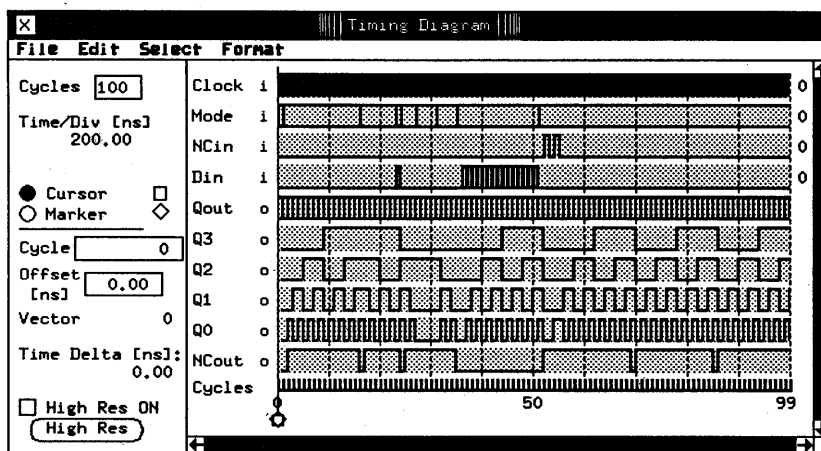 Timing Diagram
File Edit Select Format
Cycles 100
Time/Div [ns]
200.00
Cursor
Marker
Cycle 0
Offset
[ns] 0.00
Vector 0
Time Delta [ns]:
0.00
High Res ON
High Res
Clock i 0
Mode i 0
NCin i 0
Din i 0
Qout o
Q3 o
Q2 o
Q1 o
Q0 o
NCout o
Cycles
0 50 99